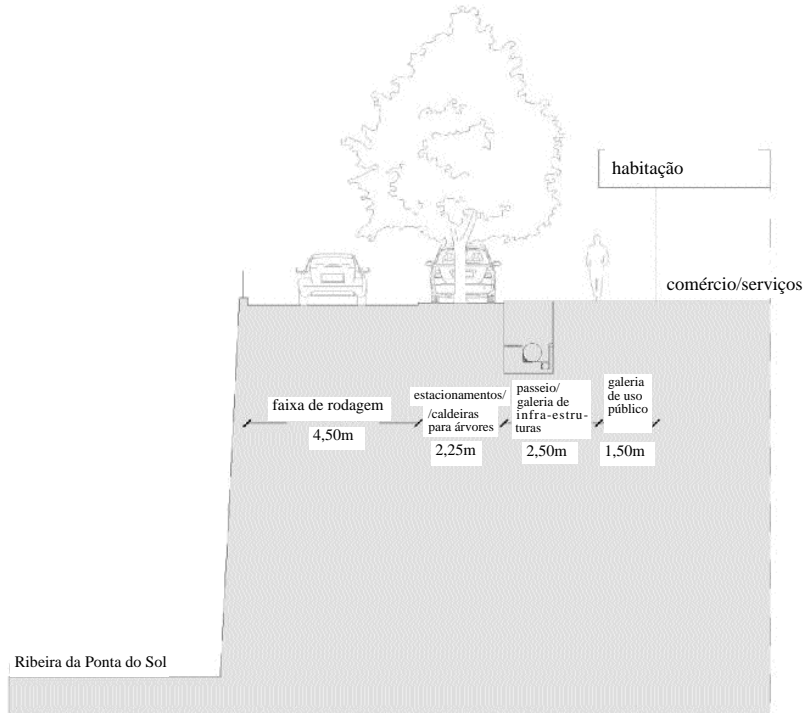 habitação
comércio/serviços
faixa de rodagem
4,50m
estacionamentos/
/caldeiras
para árvores
2,25m
passeio/
galeria de
infra-estru-
turas
2,50m
galeria
de uso
público
1,50m
Ribeira da Ponta do Sol